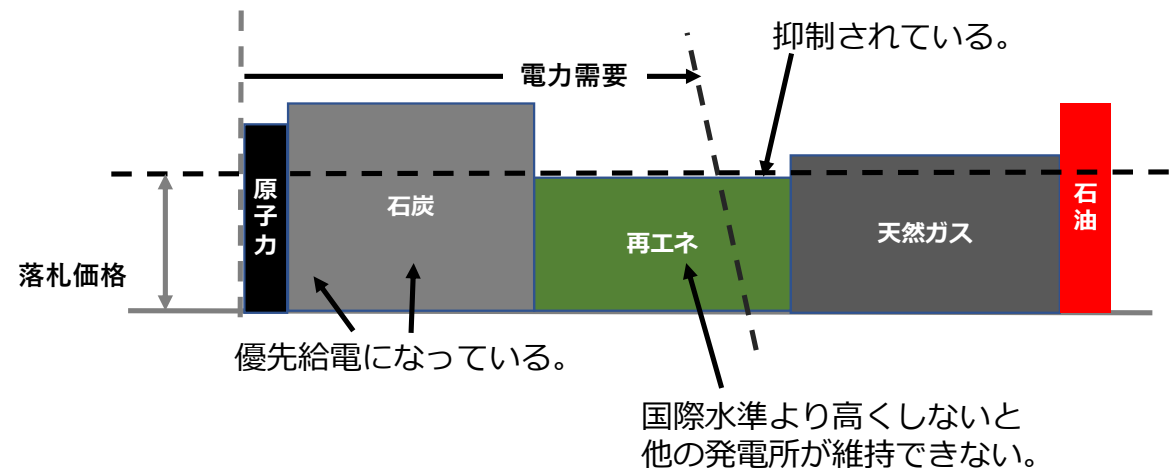 抑制されている。
電力需要
原子力
石炭
再エネ
天然ガス
石油
落札価格
優先給電になっている。
国際水準より高くしないと
他の発電所が維持できない。